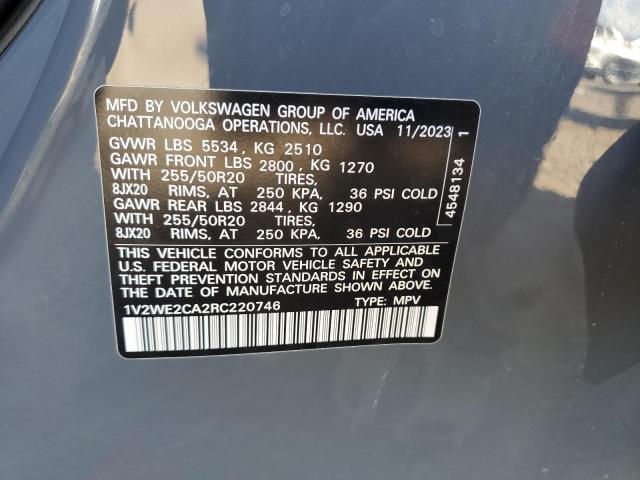 MFD BY VOLKSWAGEN GROUP OF AMERICA
CHATTANOOGA OPERATIONS, LLC. USA 11/2023
GVWR LBS 5534, KG 2510
GAWR FRONT LBS 2800, KG 1270
WITH 255/50R20 TIRES,
8JX20 RIMS, AT 250 KPA, 36 PSI COLD
GAWR REAR LBS 2844, KG 1290
WITH 255/50R20 TIRES,
8JX20 RIMS, AT 250 KPA, 36 PSI COLD
THIS VEHICLE CONFORMS TO ALL APPLICABLE
U.S. FEDERAL MOTOR VEHICLE SAFETY AND
THEFT PREVENTION STANDARDS IN EFFECT ON
THE DATE OF MANUFACTURE SHOWN ABOVE.
1V2WE2CA2RC220746 TYPE: MPV
4548134 1